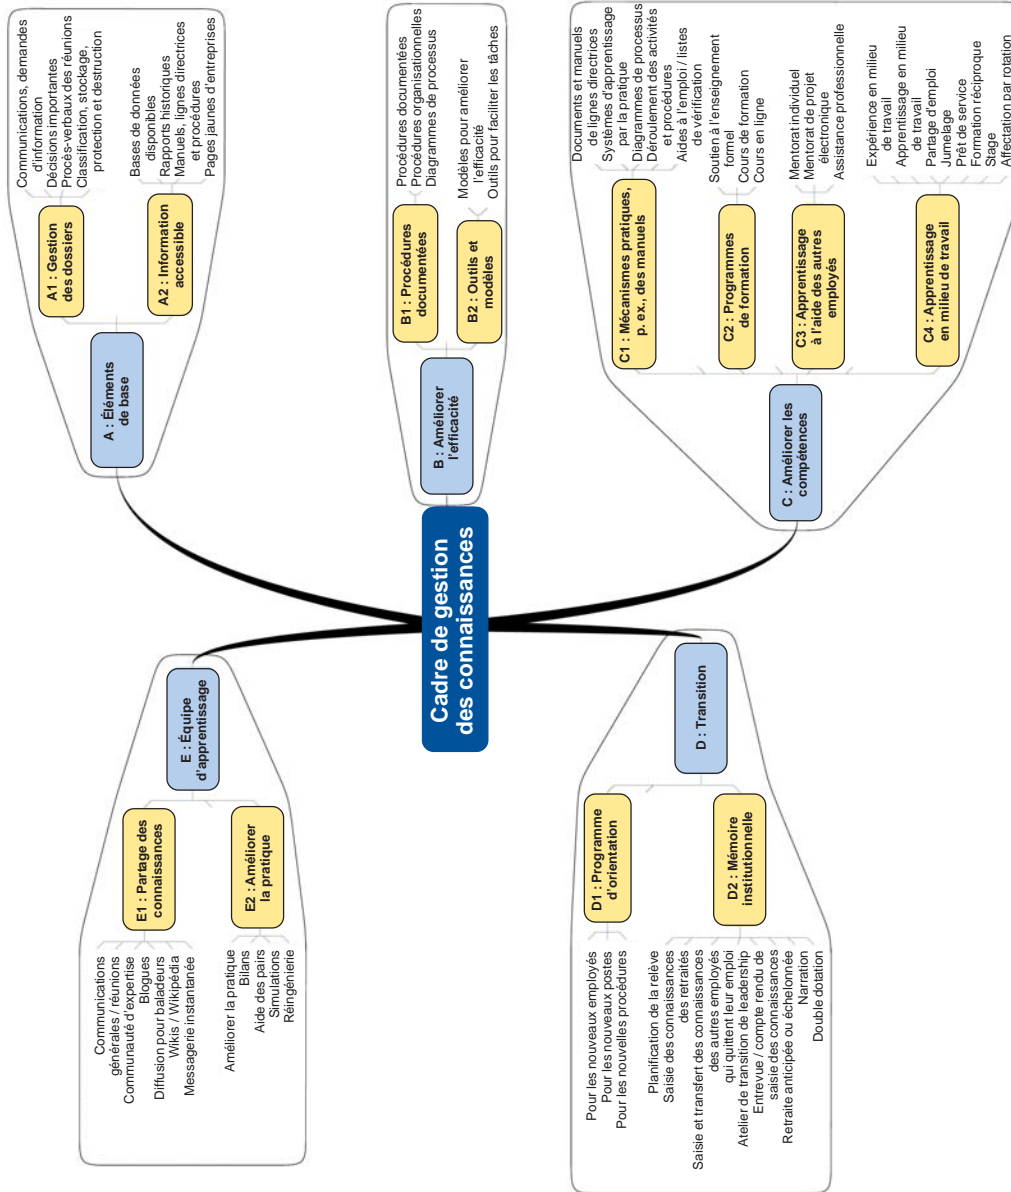 Cadre de gestion
des connaissances
A : Éléments
de base
A1 : Gestion
des dossiers
Communications, demandes
d'information
Décisions importantes
Procès-verbaux des réunions
Classification, stockage,
protection et destruction
A2 : Information
accessible
Bases de données
disponibles
Rapports historiques
Manuels, lignes directrices
et procédures
Pages jaunes d'entreprises
B : Améliorer
l'efficacité
B1 : Procédures
documentées
Procédures documentées
Procédures organisationnelles
Diagrammes de processus
B2 : Outils et
modèles
Modèles pour améliorer
l'efficacité
Outils pour faciliter les tâches
C : Améliorer les
compétences
C1 : Mécanismes pratiques,
p. ex., des manuels
Documents et manuels
de lignes directrices
Systèmes d'apprentissage
par la pratique
Diagrammes de processus
Déroulement des activités
et procédures
Aides à l'emploi / listes
de vérification
C2 : Programmes
de formation
Soutien à l'enseignement
formel
Cours de formation
Cours en ligne
C3 : Apprentissage
à l'aide des autres
employés
Mentorat individuel
Mentorat de projet
électronique
Assistance professionnelle
C4 : Apprentissage
en milieu de travail
Expérience en milieu
de travail
Apprentissage en milieu
de travail
Partage d'emploi
Jumelage
Prêt de service
Formation réciproque
Stage
Affectation par rotation
D : Transition
D1 : Programme
d'orientation
Pour les nouveaux employés
Pour les nouveaux postes
Pour les nouvelles procédures
D2 : Mémoire
institutionnelle
Planification de la relève
Saisie des connaissances
des retraités
Saisie et transfert des connaissances
des autres employés
qui quittent leur emploi
Atelier de transition de leadership
Entrevue / compte rendu de
saisie des connaissances
Retraite anticipée ou échelonnée
Narration
Double dotation
E : Équipe
d'apprentissage
E1 : Partage des
connaissances
Communications
générales / réunions
Communauté d'expertise
Blogues
Diffusion pour baladeurs
Wikis / Wikipédia
Messagerie instantanée
E2 : Améliorer
la pratique
Améliorer la pratique
Bilans
Aide des pairs
Simulations
Réingénierie